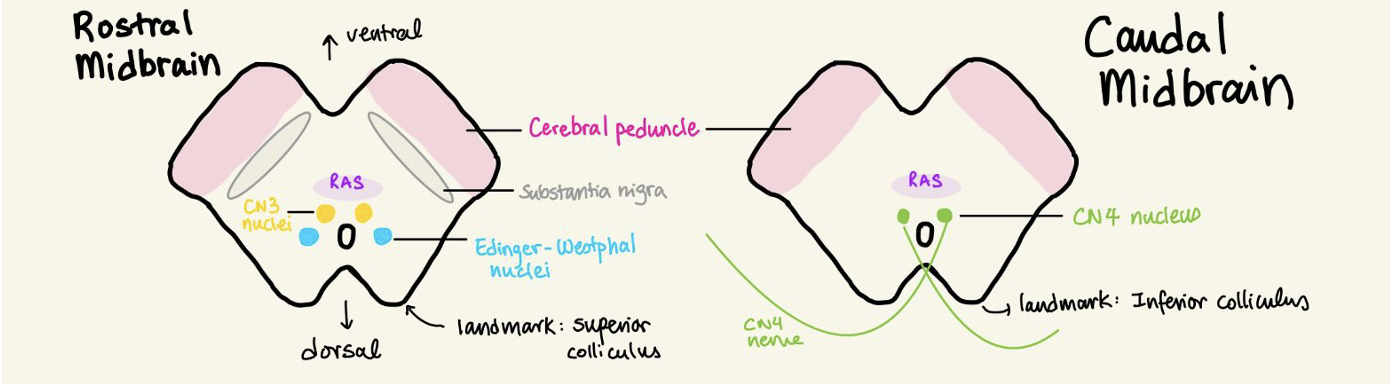 Rostral
Midbrain
↑ ventral
Caudal
Midbrain
Cerebral peduncle
RAS
Substantia nigra
CN3
nuclei
Edinger-Westphal
nuclei
landmark: superior
colliculus
dorsal
RAS
CN4 nucleus
landmark: Inferior colliculus
CN4
nerve